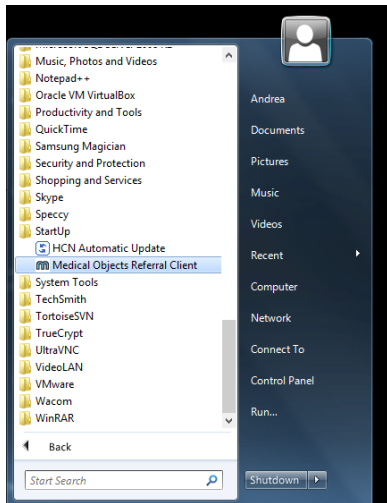 Music, Photos and Videos
Notepad++
Oracle VM VirtualBox
Productivity and Tools
QuickTime
Samsung Magician
Security and Protection
Shopping and Services
Skype
Speccy
StartUp
HCN Automatic Update
Medical Objects Referral Client
System Tools
TechSmith
TortoiseSVN
TrueCrypt
UltraVNC
VideoLAN
VMware
Wacom
WinRAR
Back
Start Search
Andrea
Documents
Pictures
Music
Videos
Recent
Computer
Network
Connect To
Control Panel
Run...
Shutdown